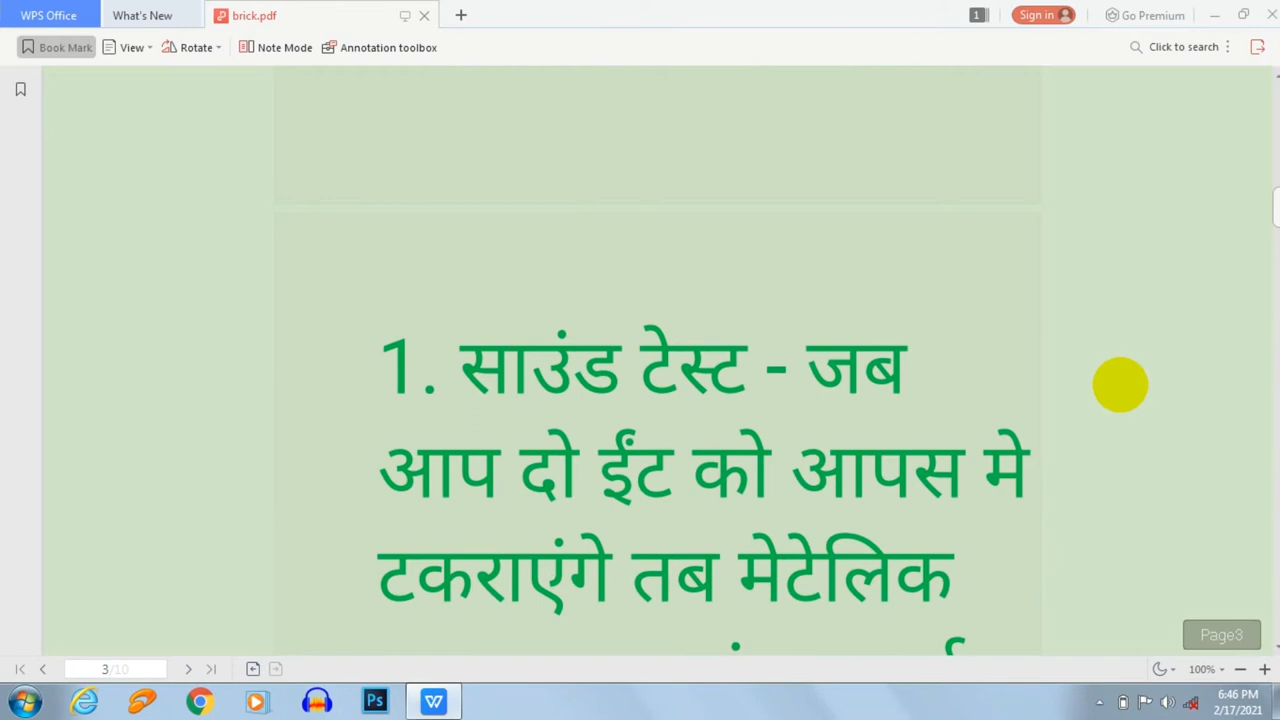 WPS Office What's New brick.pdf 1 Sign in Go Premium
Book Mark View Rotate Note Mode Annotation toolbox Click to search
1. साउंड टेस्ट - जब
आप दो ईंट को आपस मे
टकराएंगे तब मेटेलिक
Page3
3/10 100%
Ps W 6:46 PM
2/17/2021